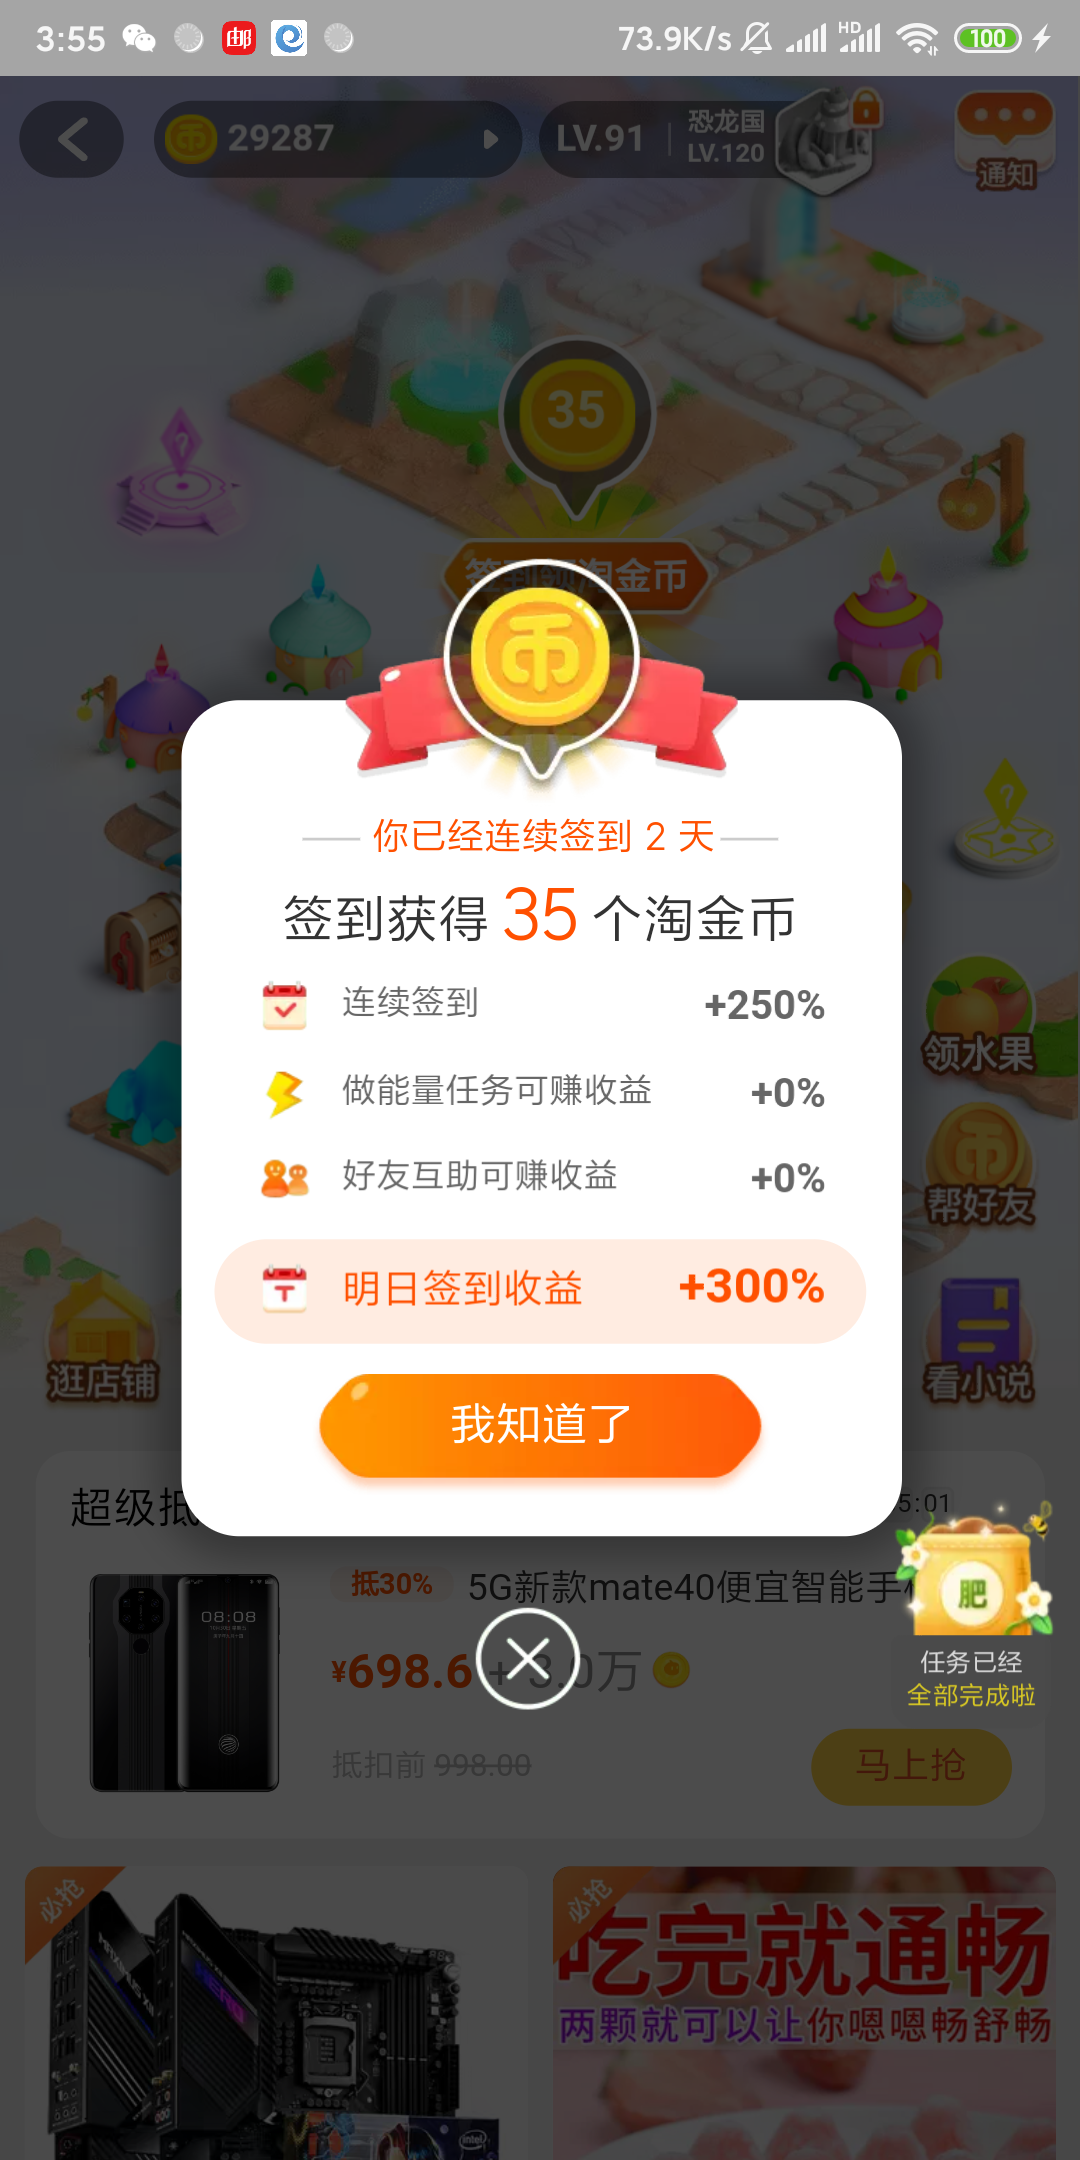 3:55 邮 73.9K/s HD 100
29287 LV.91 恐龙国
LV.120
通知
35
签到领淘金币
币
你已经连续签到 2 天
签到获得 35 个淘金币
连续签到 +250%
做能量任务可赚收益 +0%
好友互助可赚收益 +0%
明日签到收益 +300%
我知道了
领水果
帮好友
逛店铺
看小说
超级抵 5:01
肥
任务已经
全部完成啦
抵30% 5G新款mate40便宜智能手
08:08
¥698.6 + 3.0万
抵扣前 998.00
马上抢
必抢
HERO
intel
必抢
吃完就通畅
两颗就可以让你嗯嗯畅舒畅